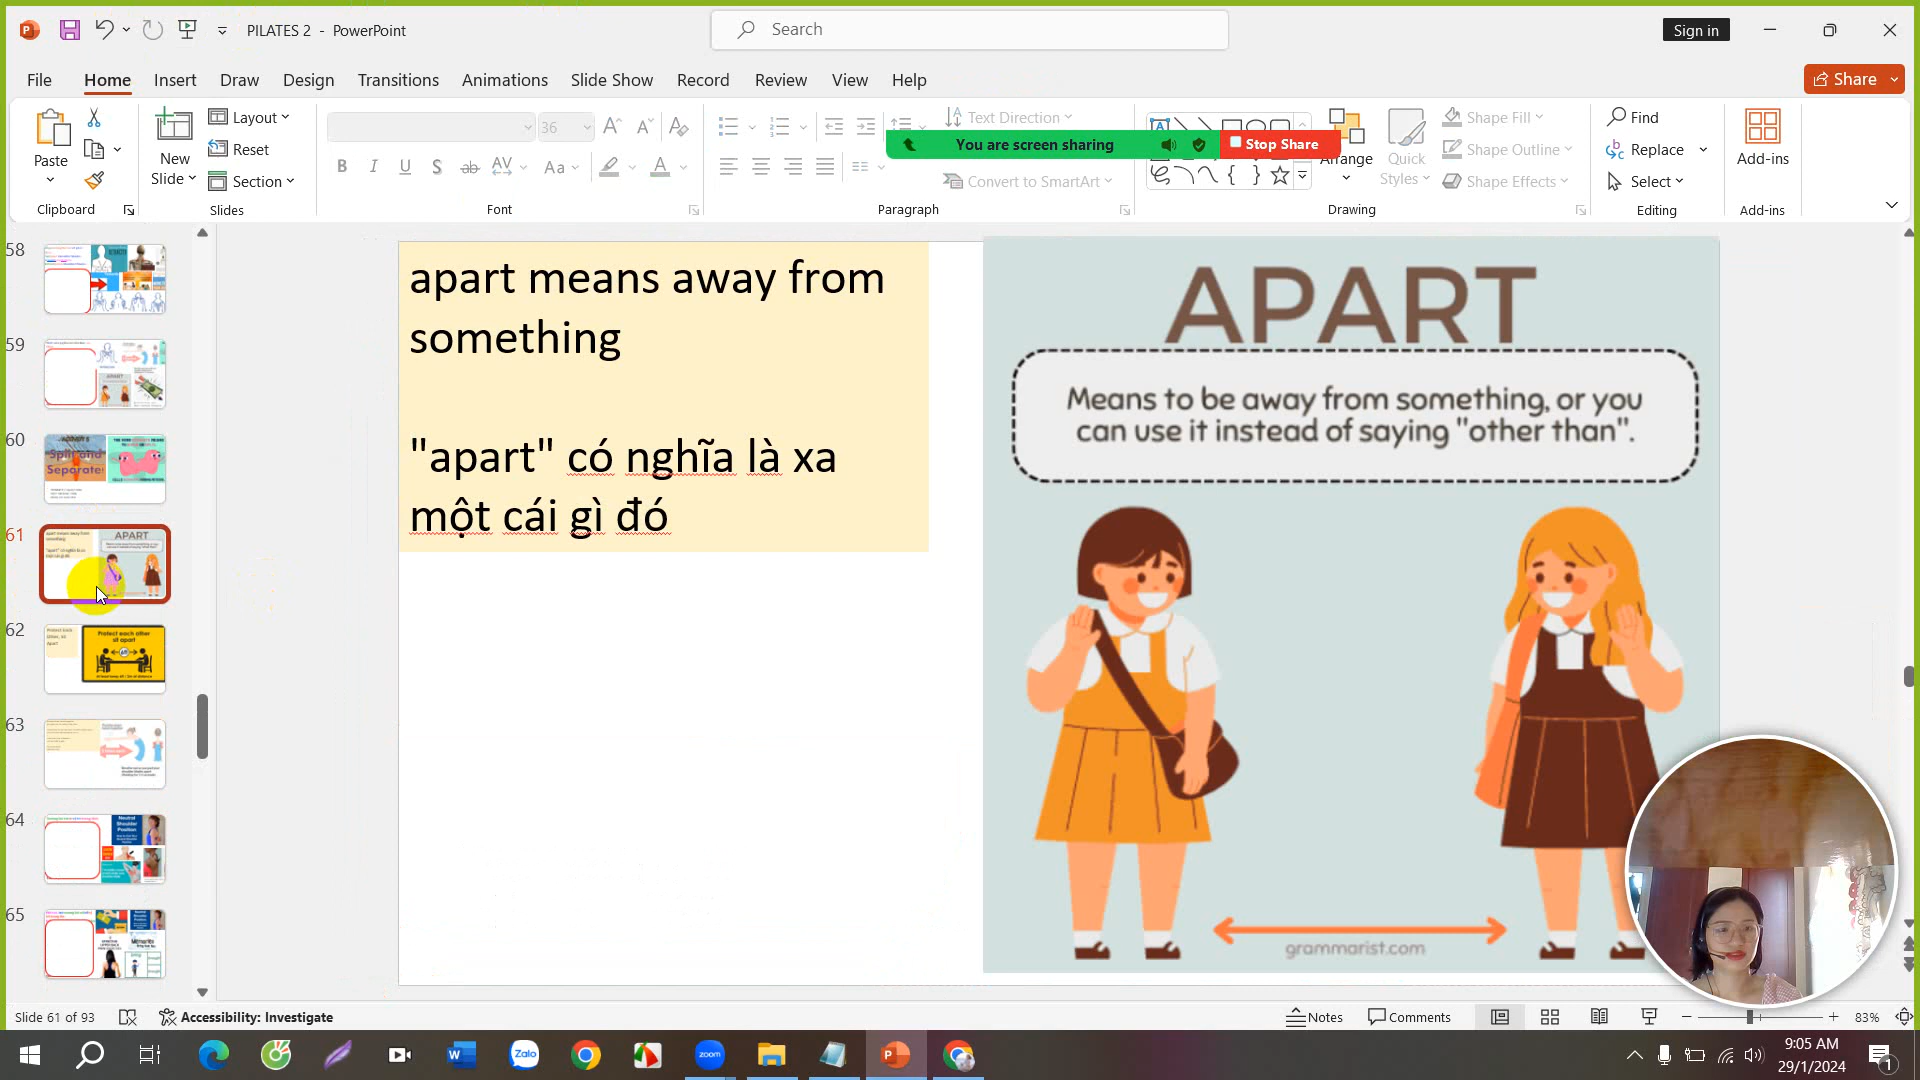 PILATES 2 - PowerPoint
Search
Sign in
File Home Insert Draw Design Transitions Animations Slide Show Record Review View Help
Share
Paste
New Slide
Layout
Reset
Section
36
Text Direction
Convert to SmartArt
You are screen sharing
Stop Share
Arrange
Quick Styles
Shape Fill
Shape Outline
Shape Effects
Find
Replace
Select
Add-ins
Clipboard
Slides
Font
Paragraph
Drawing
Editing
Add-ins
58
59
60
61
62
63
64
65
apart means away from
something
"apart" có nghĩa là xa
một cái gì đó
APART
Means to be away from something, or you
can use it instead of saying "other than".
grammarist.com
Slide 61 of 93
Accessibility: Investigate
Notes
Comments
83%
Zalo
zoom
9:05 AM
29/1/2024
1